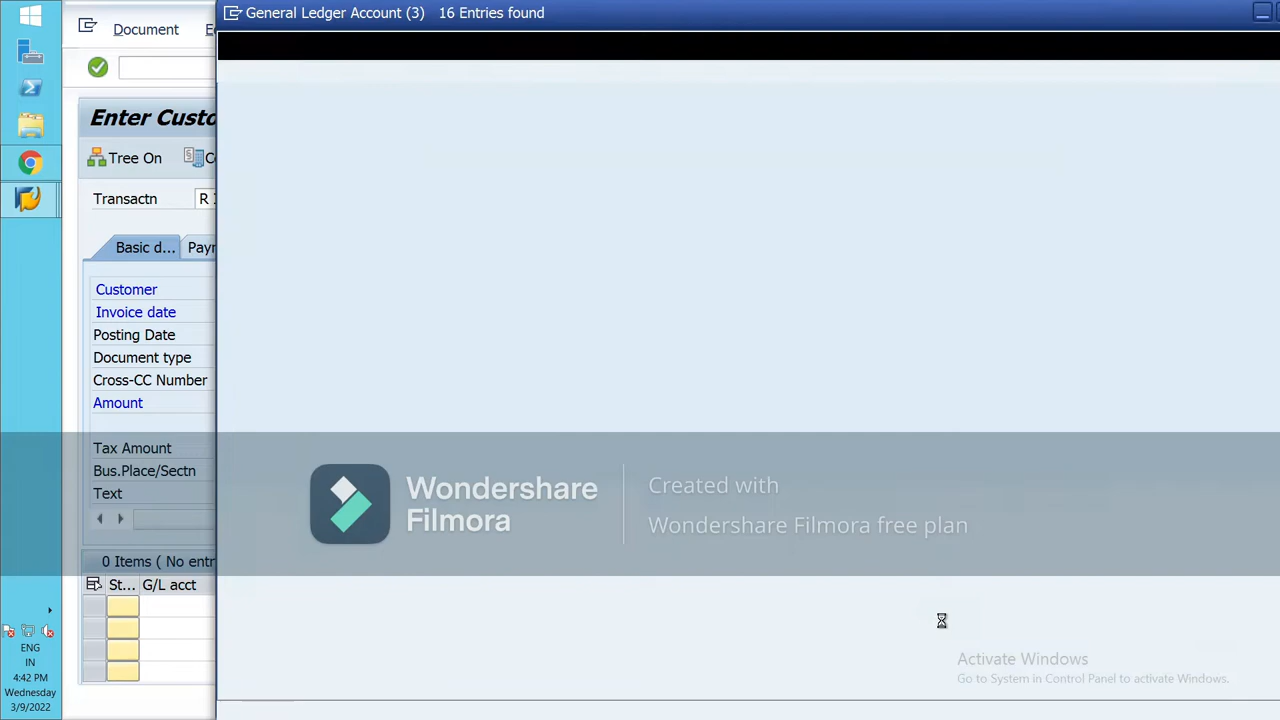 General Ledger Account (3) 16 Entries found
Document
Enter Custo
Tree On
Transactn R
Basic d... Payr
Customer
Invoice date
Posting Date
Document type
Cross-CC Number
Amount
Tax Amount
Bus.Place/Sectn
Text
Wondershare
Filmora
Created with
Wondershare Filmora free plan
0 Items ( No entr
St... G/L acct
ENG
IN
4:42 PM
Wednesday
3/9/2022
Activate Windows
Go to System in Control Panel to activate Windows.